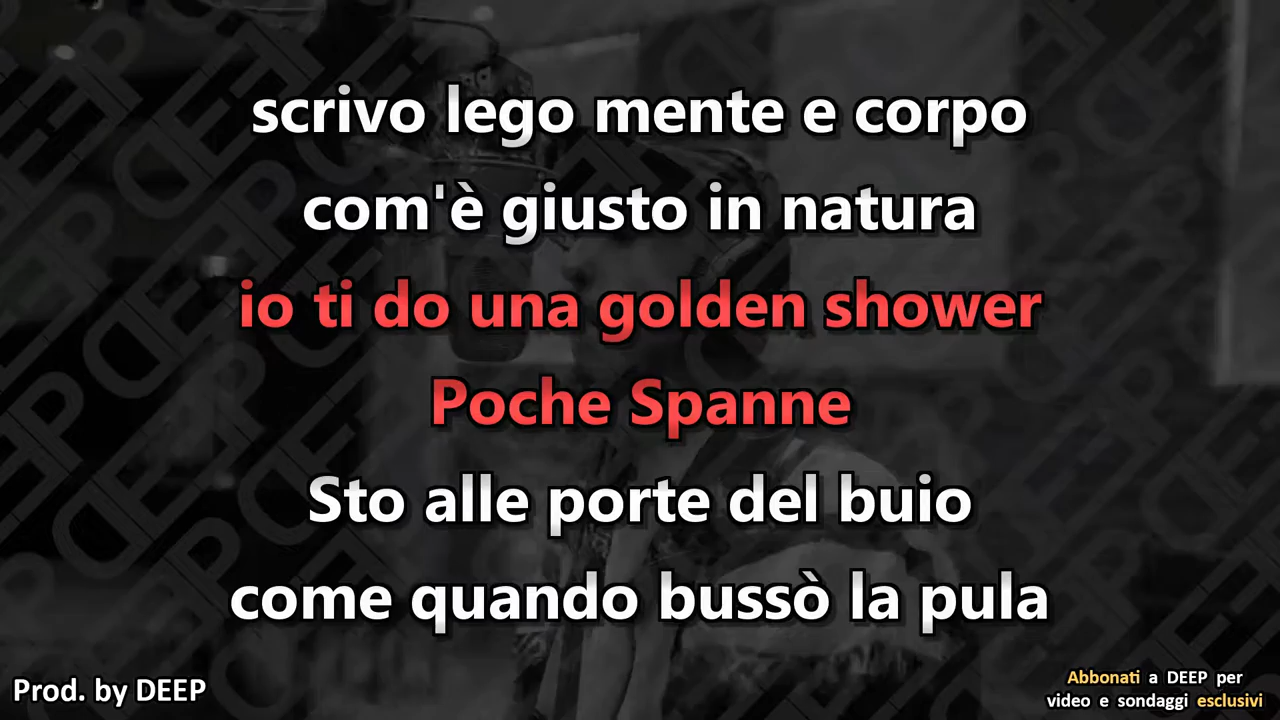 scrivo lego mente e corpo
com'è giusto in natura
io ti do una golden shower
Poche Spanne
Sto alle porte del buio
come quando bussò la pula
Prod. by DEEP
Abbonati a DEEP per
video e sondaggi esclusivi